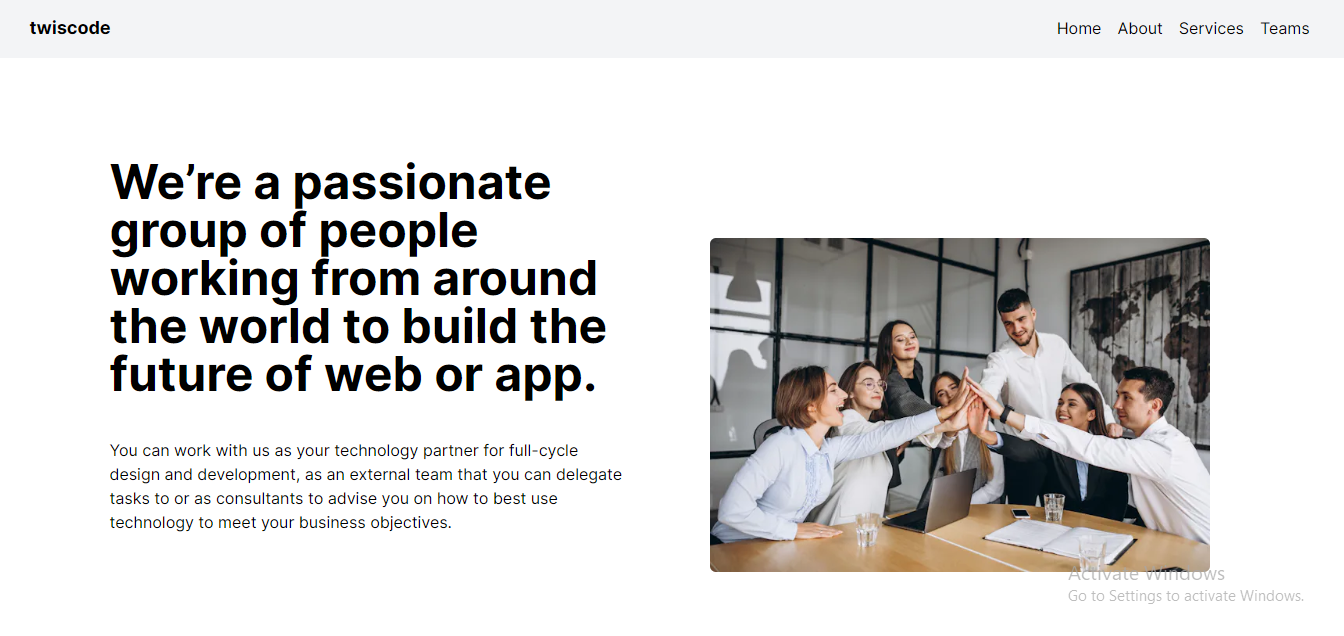 twiscode
Home About Services Teams
We’re a passionate
group of people
working from around
the world to build the
future of web or app.
You can work with us as your technology partner for full-cycle
design and development, as an external team that you can delegate
tasks to or as consultants to advise you on how to best use
technology to meet your business objectives.
Activate Windows
Go to Settings to activate Windows.